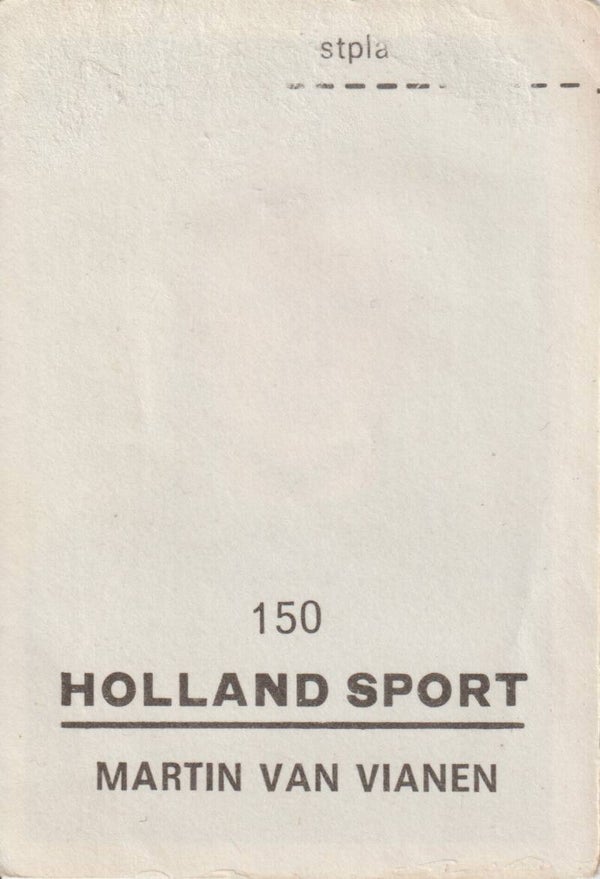 stpla
150
HOLLAND SPORT
MARTIN VAN VIANEN